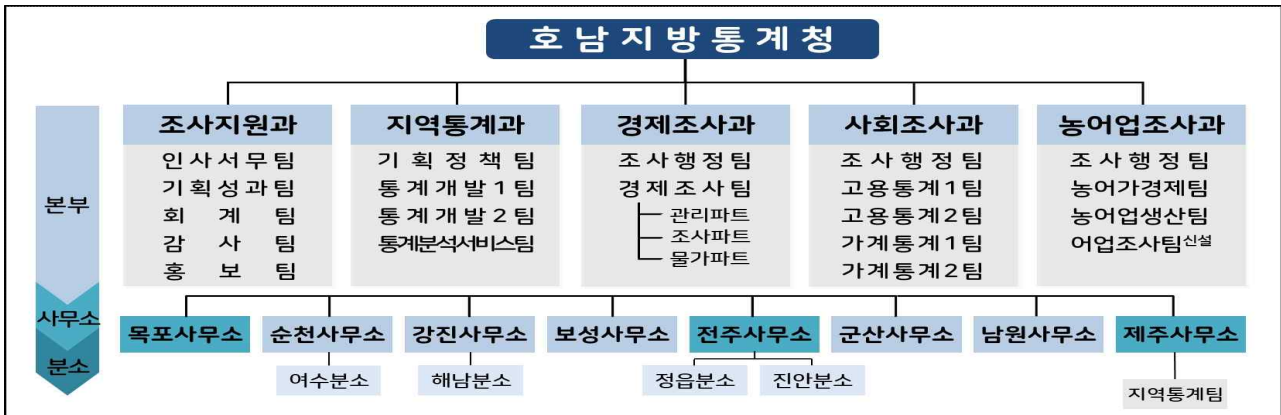 호남지방통계청
본부
조사지원과
인사서무팀
기획성과팀
회계팀
감사팀
홍보팀
지역통계과
기획정책팀
통계개발1팀
통계개발2팀
통계분석서비스팀
경제조사과
조사행정팀
경제조사팀
관리파트
조사파트
물가파트
사회조사과
조사행정팀
고용통계1팀
고용통계2팀
가계통계1팀
가계통계2팀
농어업조사과
조사행정팀
농어가경제팀
농어업생산팀
어업조사팀신설
사무소
목포사무소 순천사무소 강진사무소 보성사무소 전주사무소 군산사무소 남원사무소 제주사무소
분소
여수분소 해남분소 정읍분소 진안분소 지역통계팀